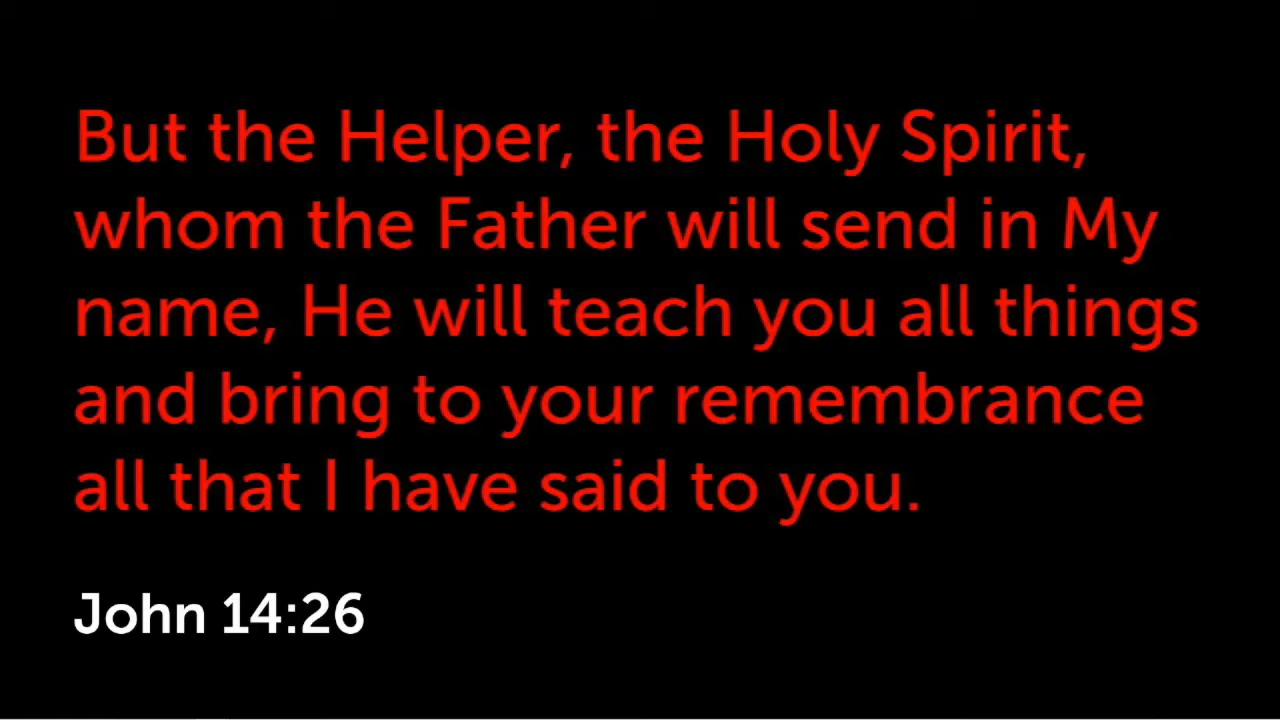 But the Helper, the Holy Spirit,
whom the Father will send in My
name, He will teach you all things
and bring to your remembrance
all that I have said to you.
John 14:26